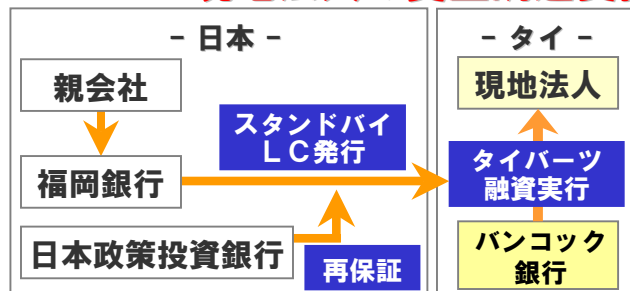 - 日本 -
親会社
福岡銀行
日本政策投資銀行
スタンドバイ
ＬＣ発行
再保証
- タイ -
現地法人
タイバーツ
融資実行
バンコック
銀行